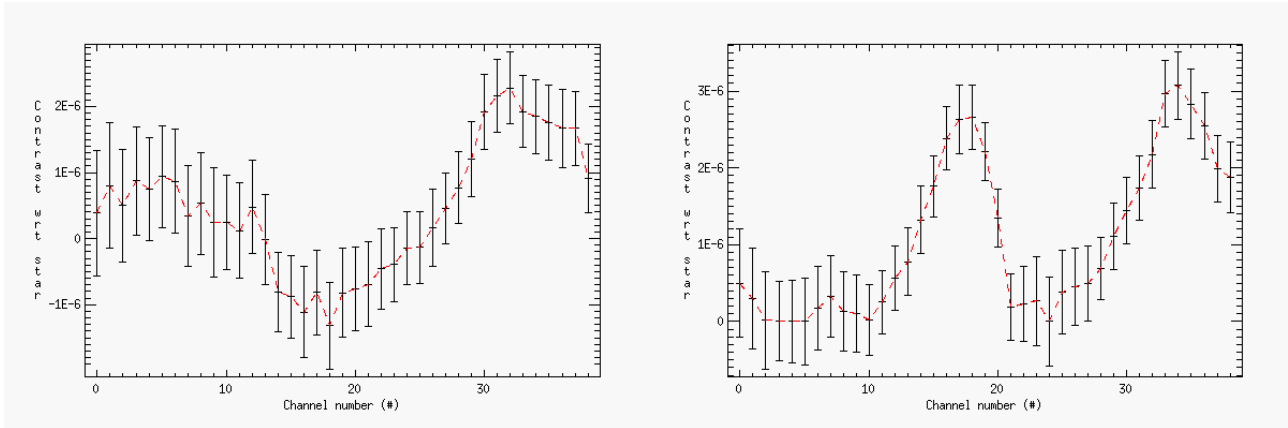 Contrast wrt star
2E-6
1E-6
0
-1E-6
0 10 20 30
Channel number (#)
Contrast wrt star
3E-6
2E-6
1E-6
0
0 10 20 30
Channel number (#)